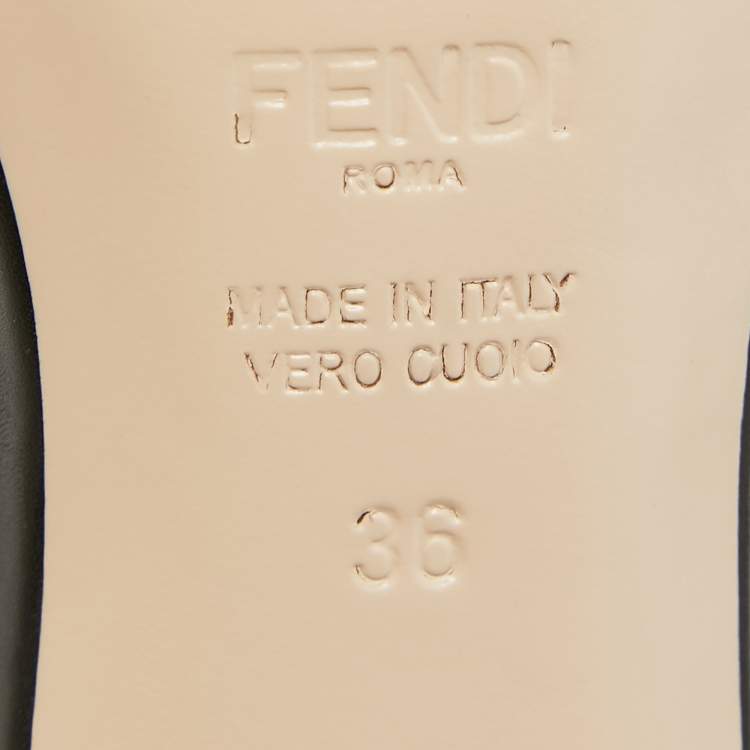 FENDI
ROMA
MADE IN ITALY
VERO CUOIO
36